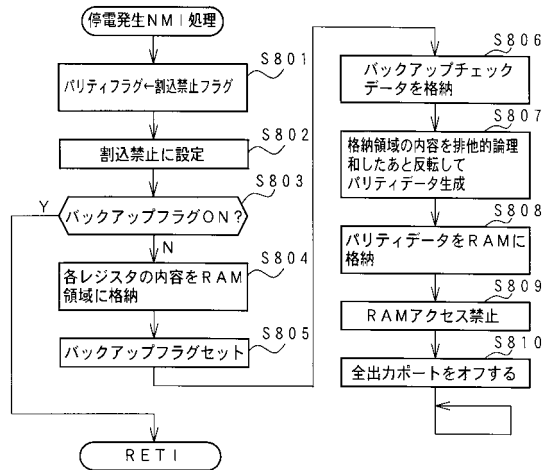 停電発生NMI処理
S801
パリティフラグ←割込禁止フラグ
S802
割込禁止に設定
S803
バックアップフラグON?
Y
N
S804
各レジスタの内容をRAM
領域に格納
S805
バックアップフラグセット
RETI
S806
バックアップチェック
データを格納
S807
格納領域の内容を排他的論理
和したあと反転して
パリティデータ生成
S808
パリティデータをRAMに
格納
S809
RAMアクセス禁止
S810
全出力ポートをオフする